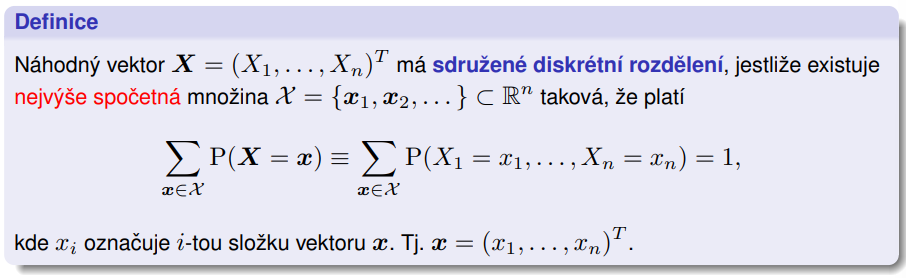 Definice
Náhodný vektor X = (X₁, . . . , Xₙ)ᵀ má sdružené diskrétní rozdělení, jestliže existuje
nejvýše spočetná množina 𝒳 = {x₁, x₂, . . . } ⊂ ℝⁿ taková, že platí
∑_{x∈𝒳} P(X = x) ≡ ∑_{x∈𝒳} P(X₁ = x₁, . . . , Xₙ = xₙ) = 1,
kde xᵢ označuje i-tou složku vektoru x. Tj. x = (x₁, . . . , xₙ)ᵀ.